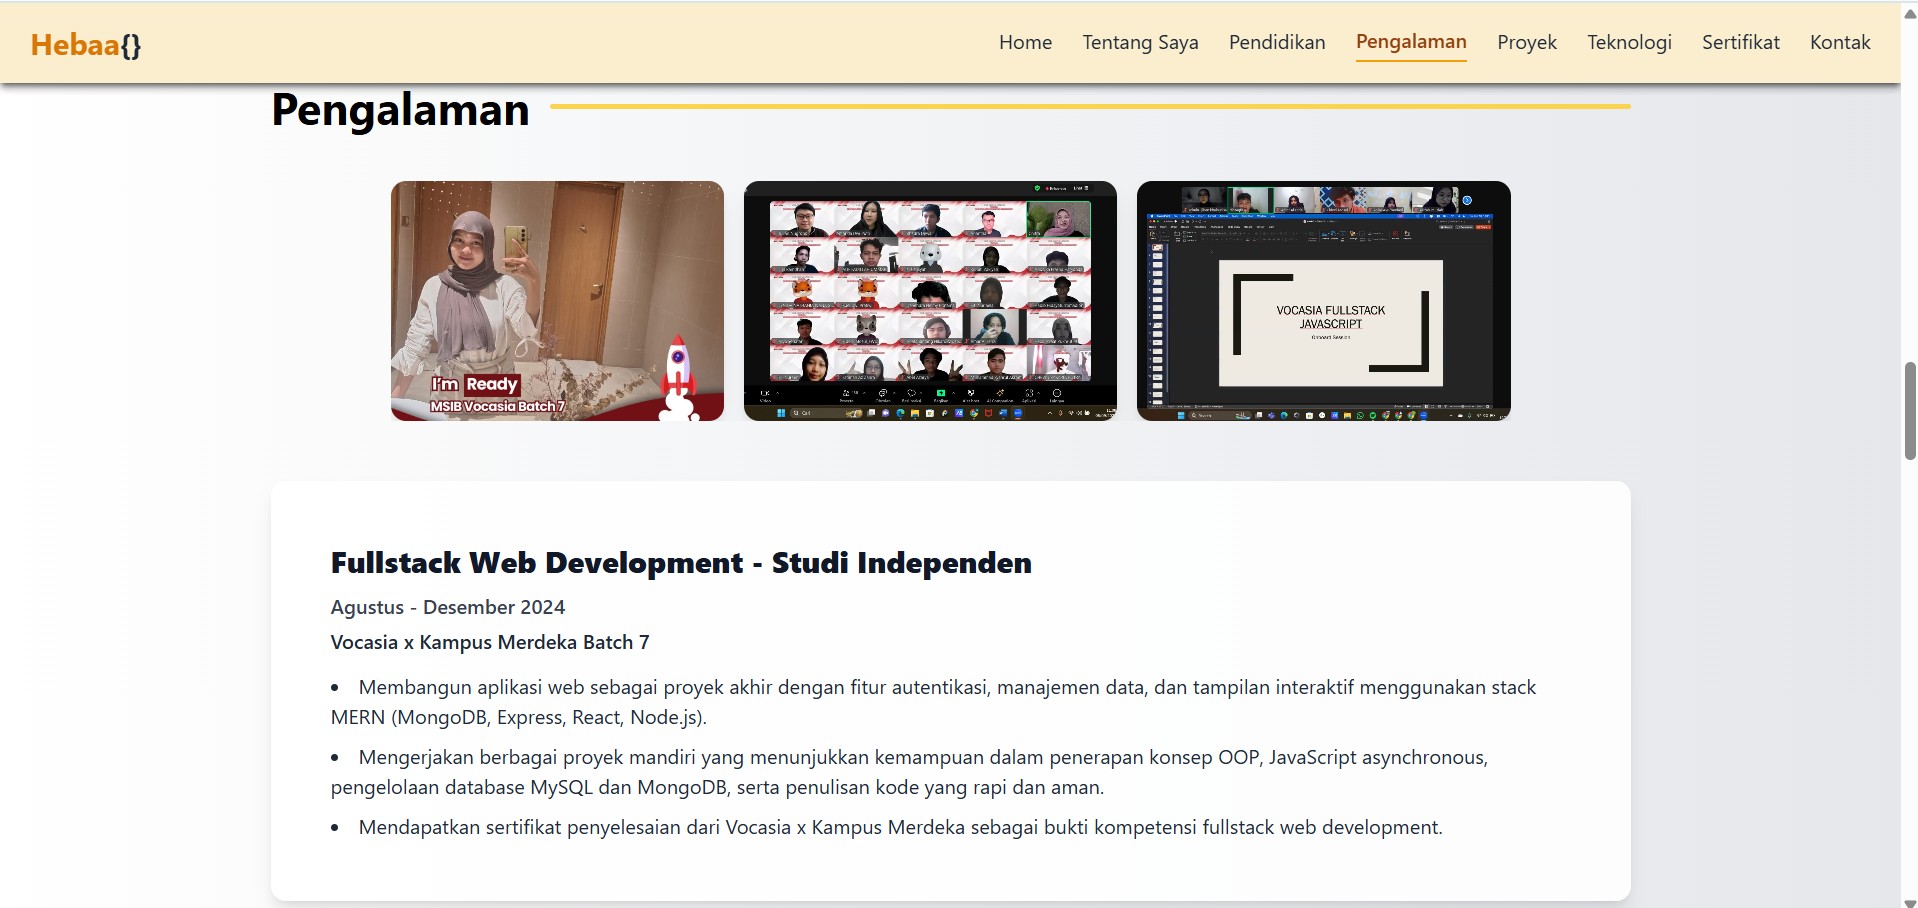 Hebaa{}
Home Tentang Saya Pendidikan Pengalaman Proyek Teknologi Sertifikat Kontak
Pengalaman
I'm Ready
MSIB Vocasia Batch 7
VOCASIA FULLSTACK
JAVASCRIPT
Onboard Session
Fullstack Web Development - Studi Independen
Agustus - Desember 2024
Vocasia x Kampus Merdeka Batch 7
• Membangun aplikasi web sebagai proyek akhir dengan fitur autentikasi, manajemen data, dan tampilan interaktif menggunakan stack
MERN (MongoDB, Express, React, Node.js).
• Mengerjakan berbagai proyek mandiri yang menunjukkan kemampuan dalam penerapan konsep OOP, JavaScript asynchronous,
pengelolaan database MySQL dan MongoDB, serta penulisan kode yang rapi dan aman.
• Mendapatkan sertifikat penyelesaian dari Vocasia x Kampus Merdeka sebagai bukti kompetensi fullstack web development.